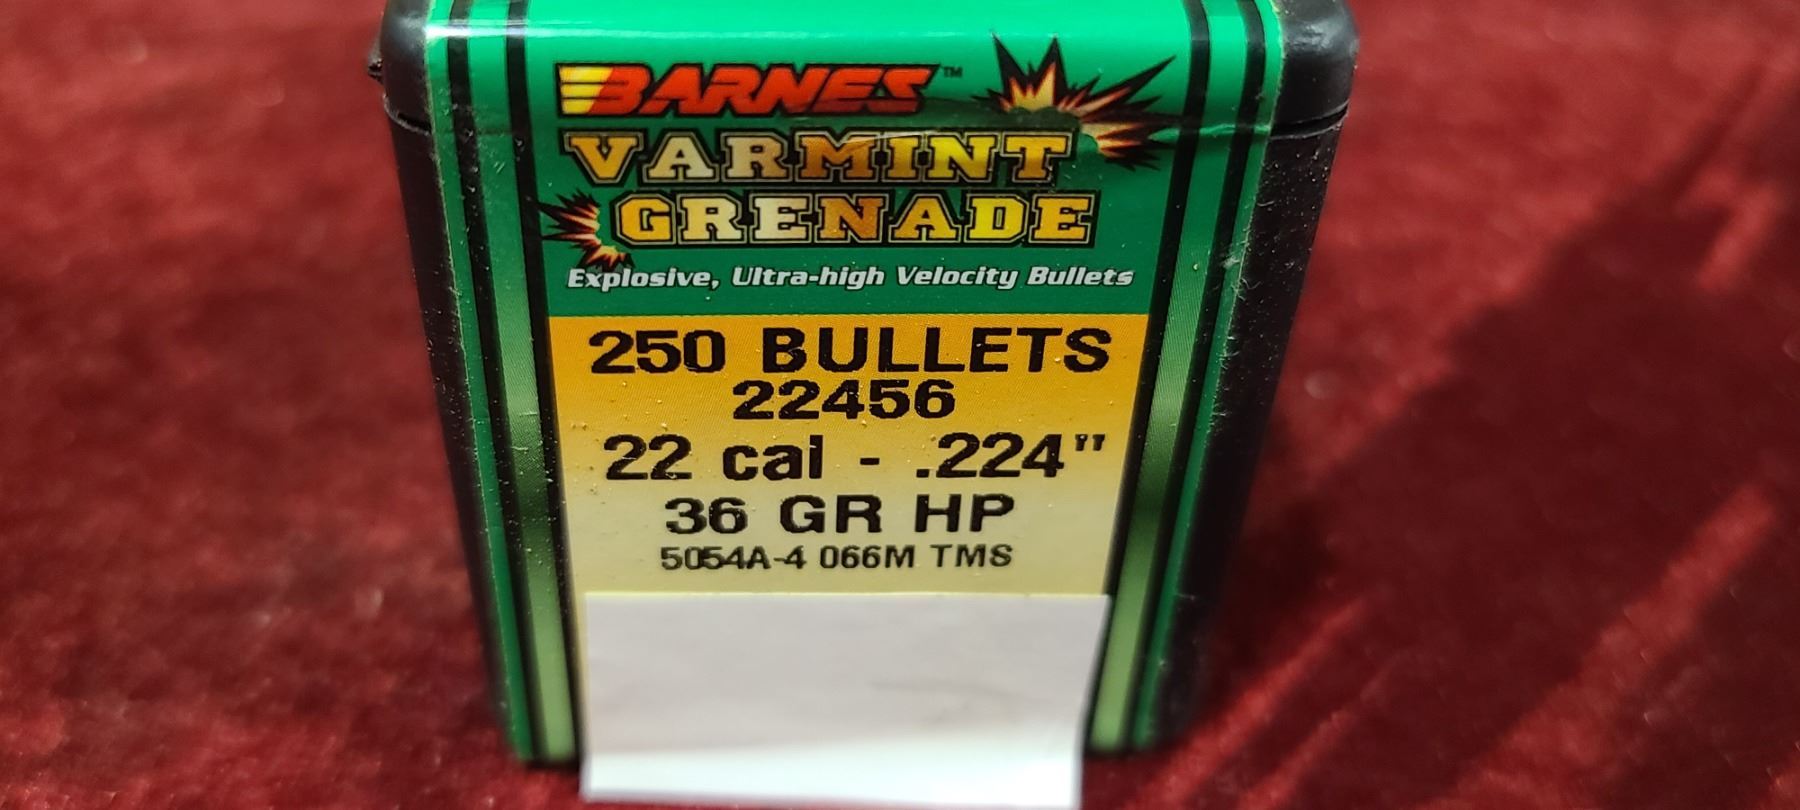 BARNES™
VARMINT
GRENADE
Explosive, Ultra-high Velocity Bullets
250 BULLETS
22456
22 cal - .224"
36 GR HP
5054A-4 066M TMS